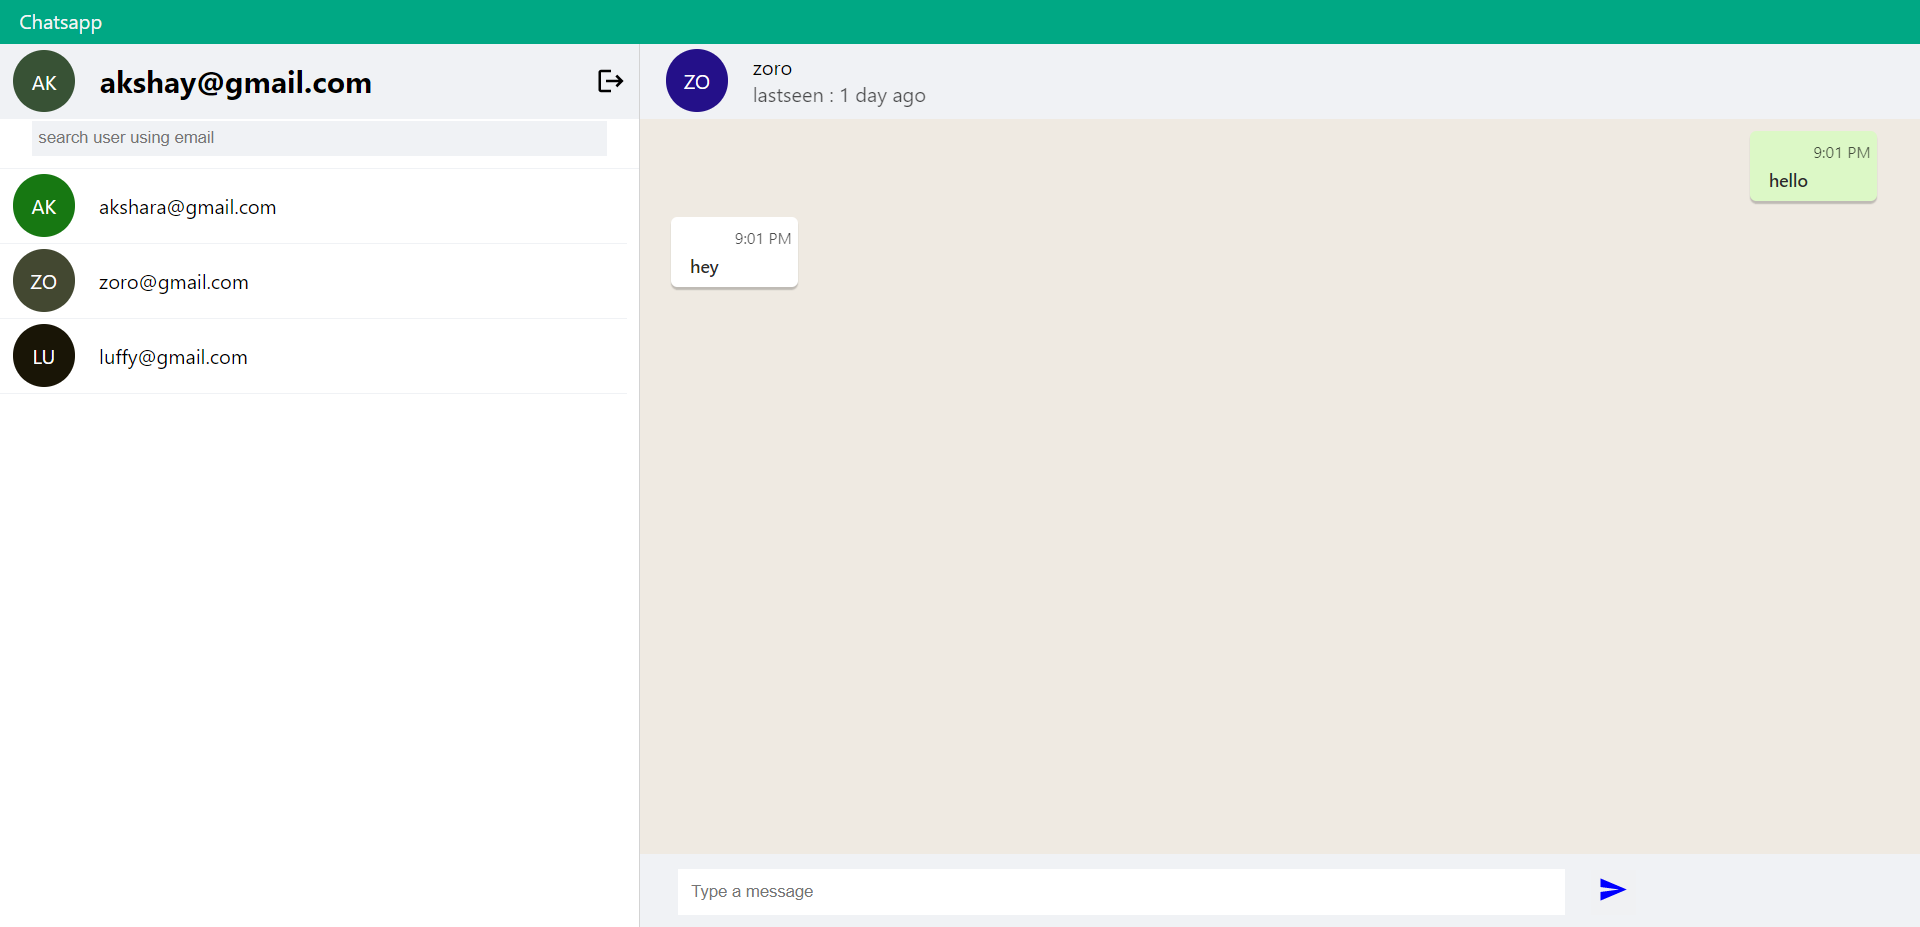 Chatsapp
AK
akshay@gmail.com
search user using email
AK
akshara@gmail.com
ZO
zoro@gmail.com
LU
luffy@gmail.com
ZO
zoro
lastseen : 1 day ago
9:01 PM
hello
9:01 PM
hey
Type a message